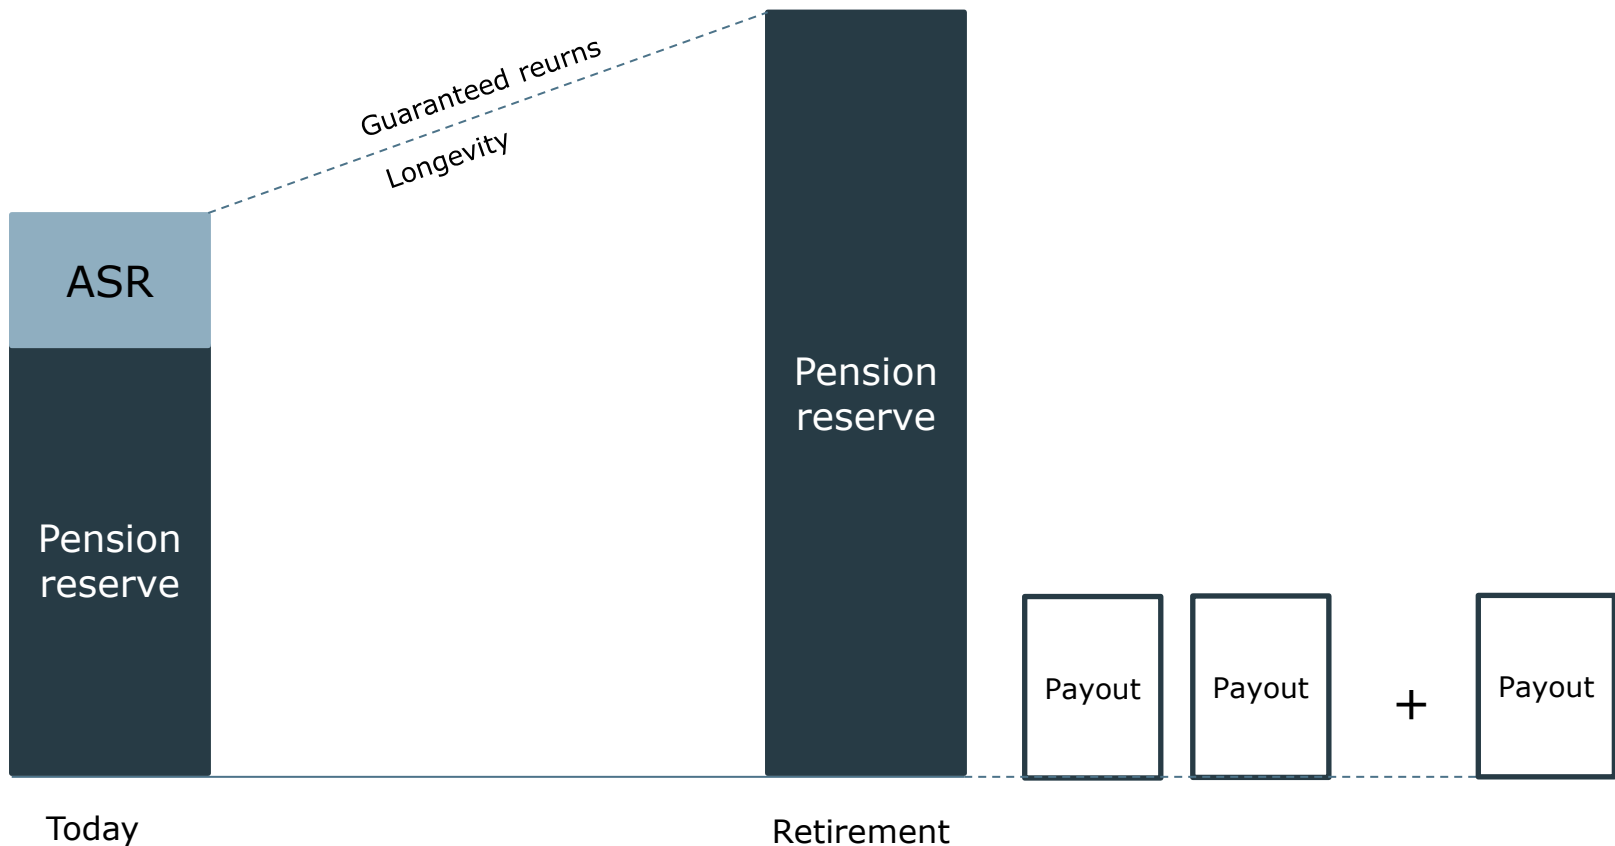 Guaranteed reurns
Longevity
ASR
Pension
reserve
Pension
reserve
Payout
Payout
+
Payout
Today
Retirement